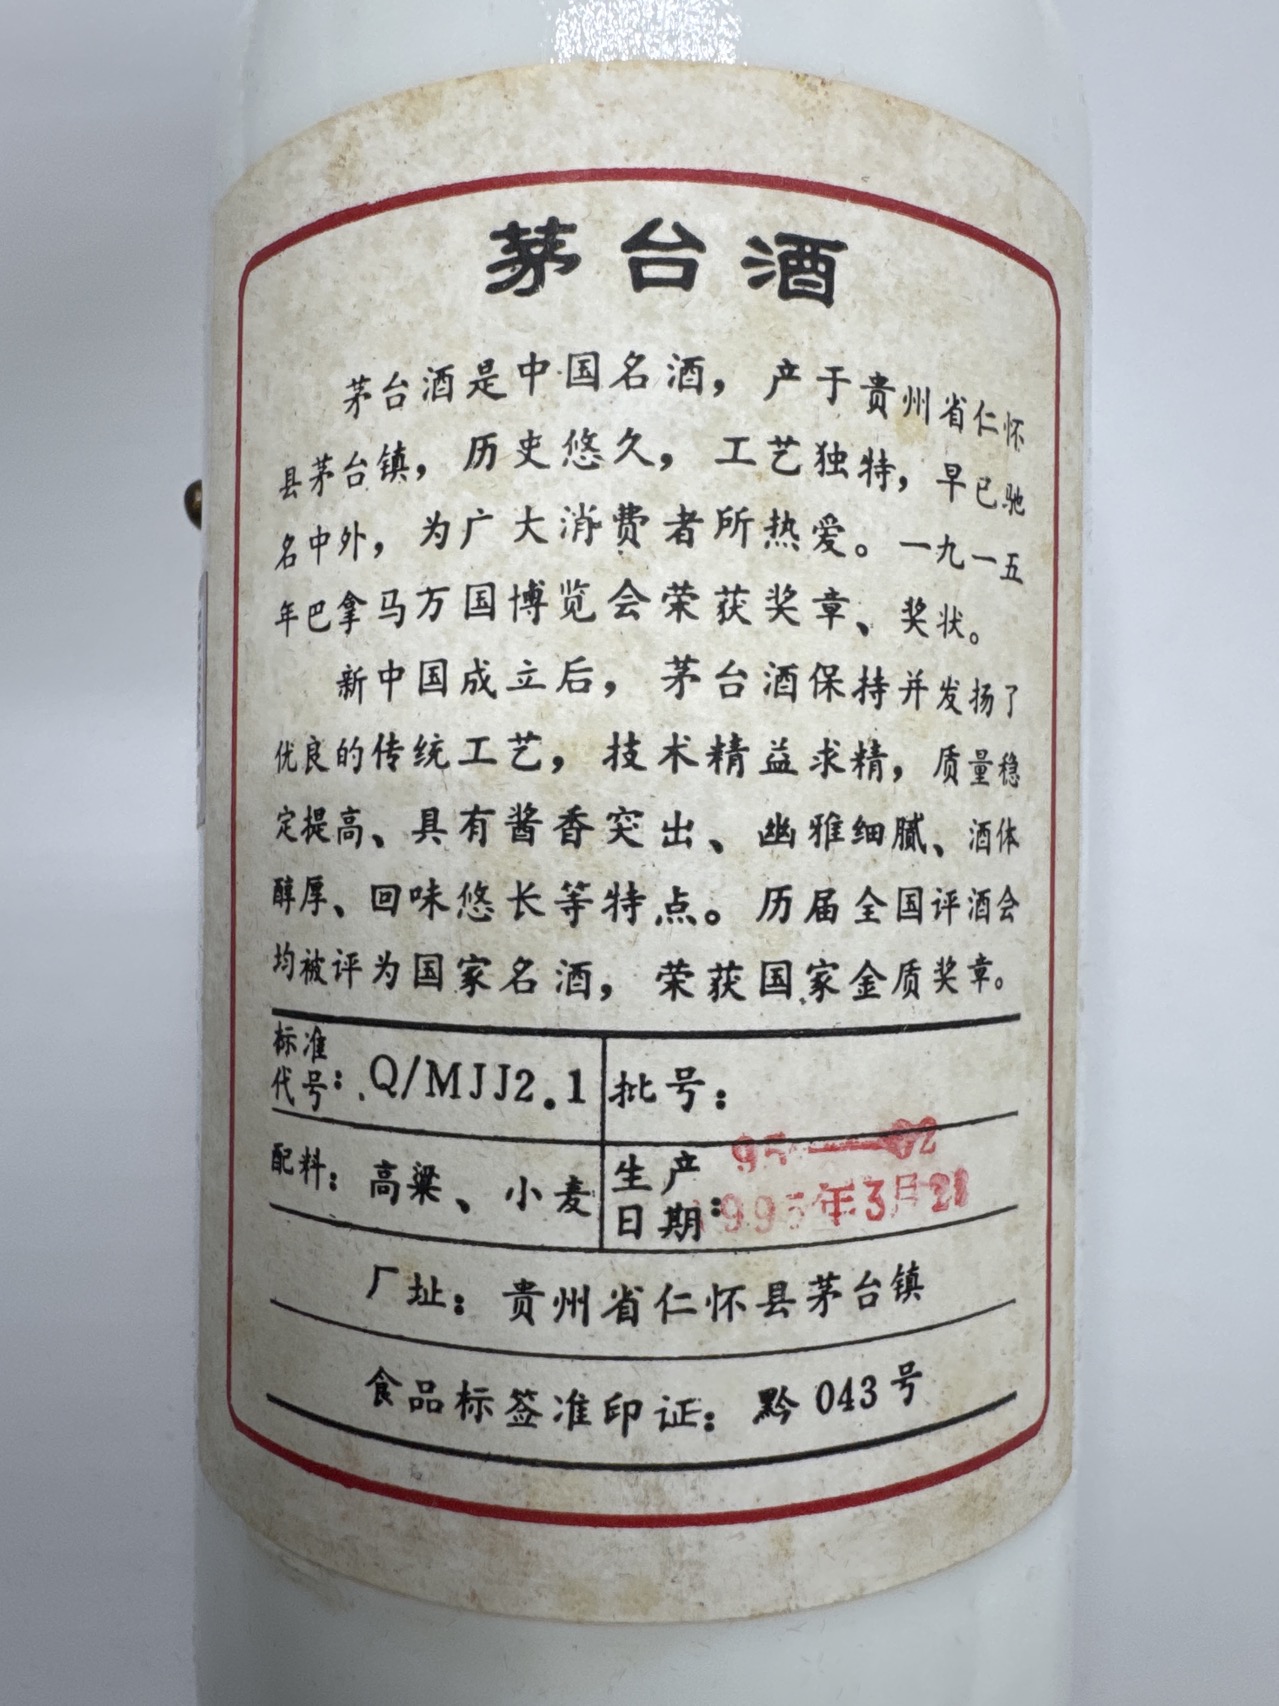 茅台酒
茅台酒是中国名酒，产于贵州省仁怀
县茅台镇，历史悠久，工艺独特，早已驰
名中外，为广大消费者所热爱。一九一五
年巴拿马万国博览会荣获奖章、奖状。
新中国成立后，茅台酒保持并发扬了
优良的传统工艺，技术精益求精，质量稳
定提高、具有酱香突出、幽雅细腻、酒体
醇厚、回味悠长等特点。历届全国评酒会
均被评为国家名酒，荣获国家金质奖章。
标准代号：Q/MJJ2.1
批号：
95—02
配料：高粱、小麦
生产日期：1995年3月28
厂址：贵州省仁怀县茅台镇
食品标签准印证：黔043号